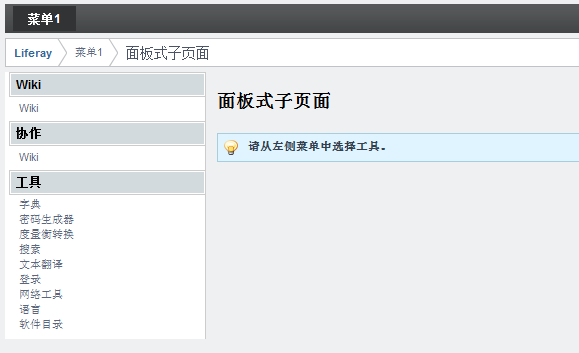 菜单1
Liferay 菜单1 面板式子页面
Wiki
Wiki
协作
Wiki
工具
字典
密码生成器
度量衡转换
搜索
文本翻译
登录
网络工具
语言
软件目录
面板式子页面
请从左侧菜单中选择工具。